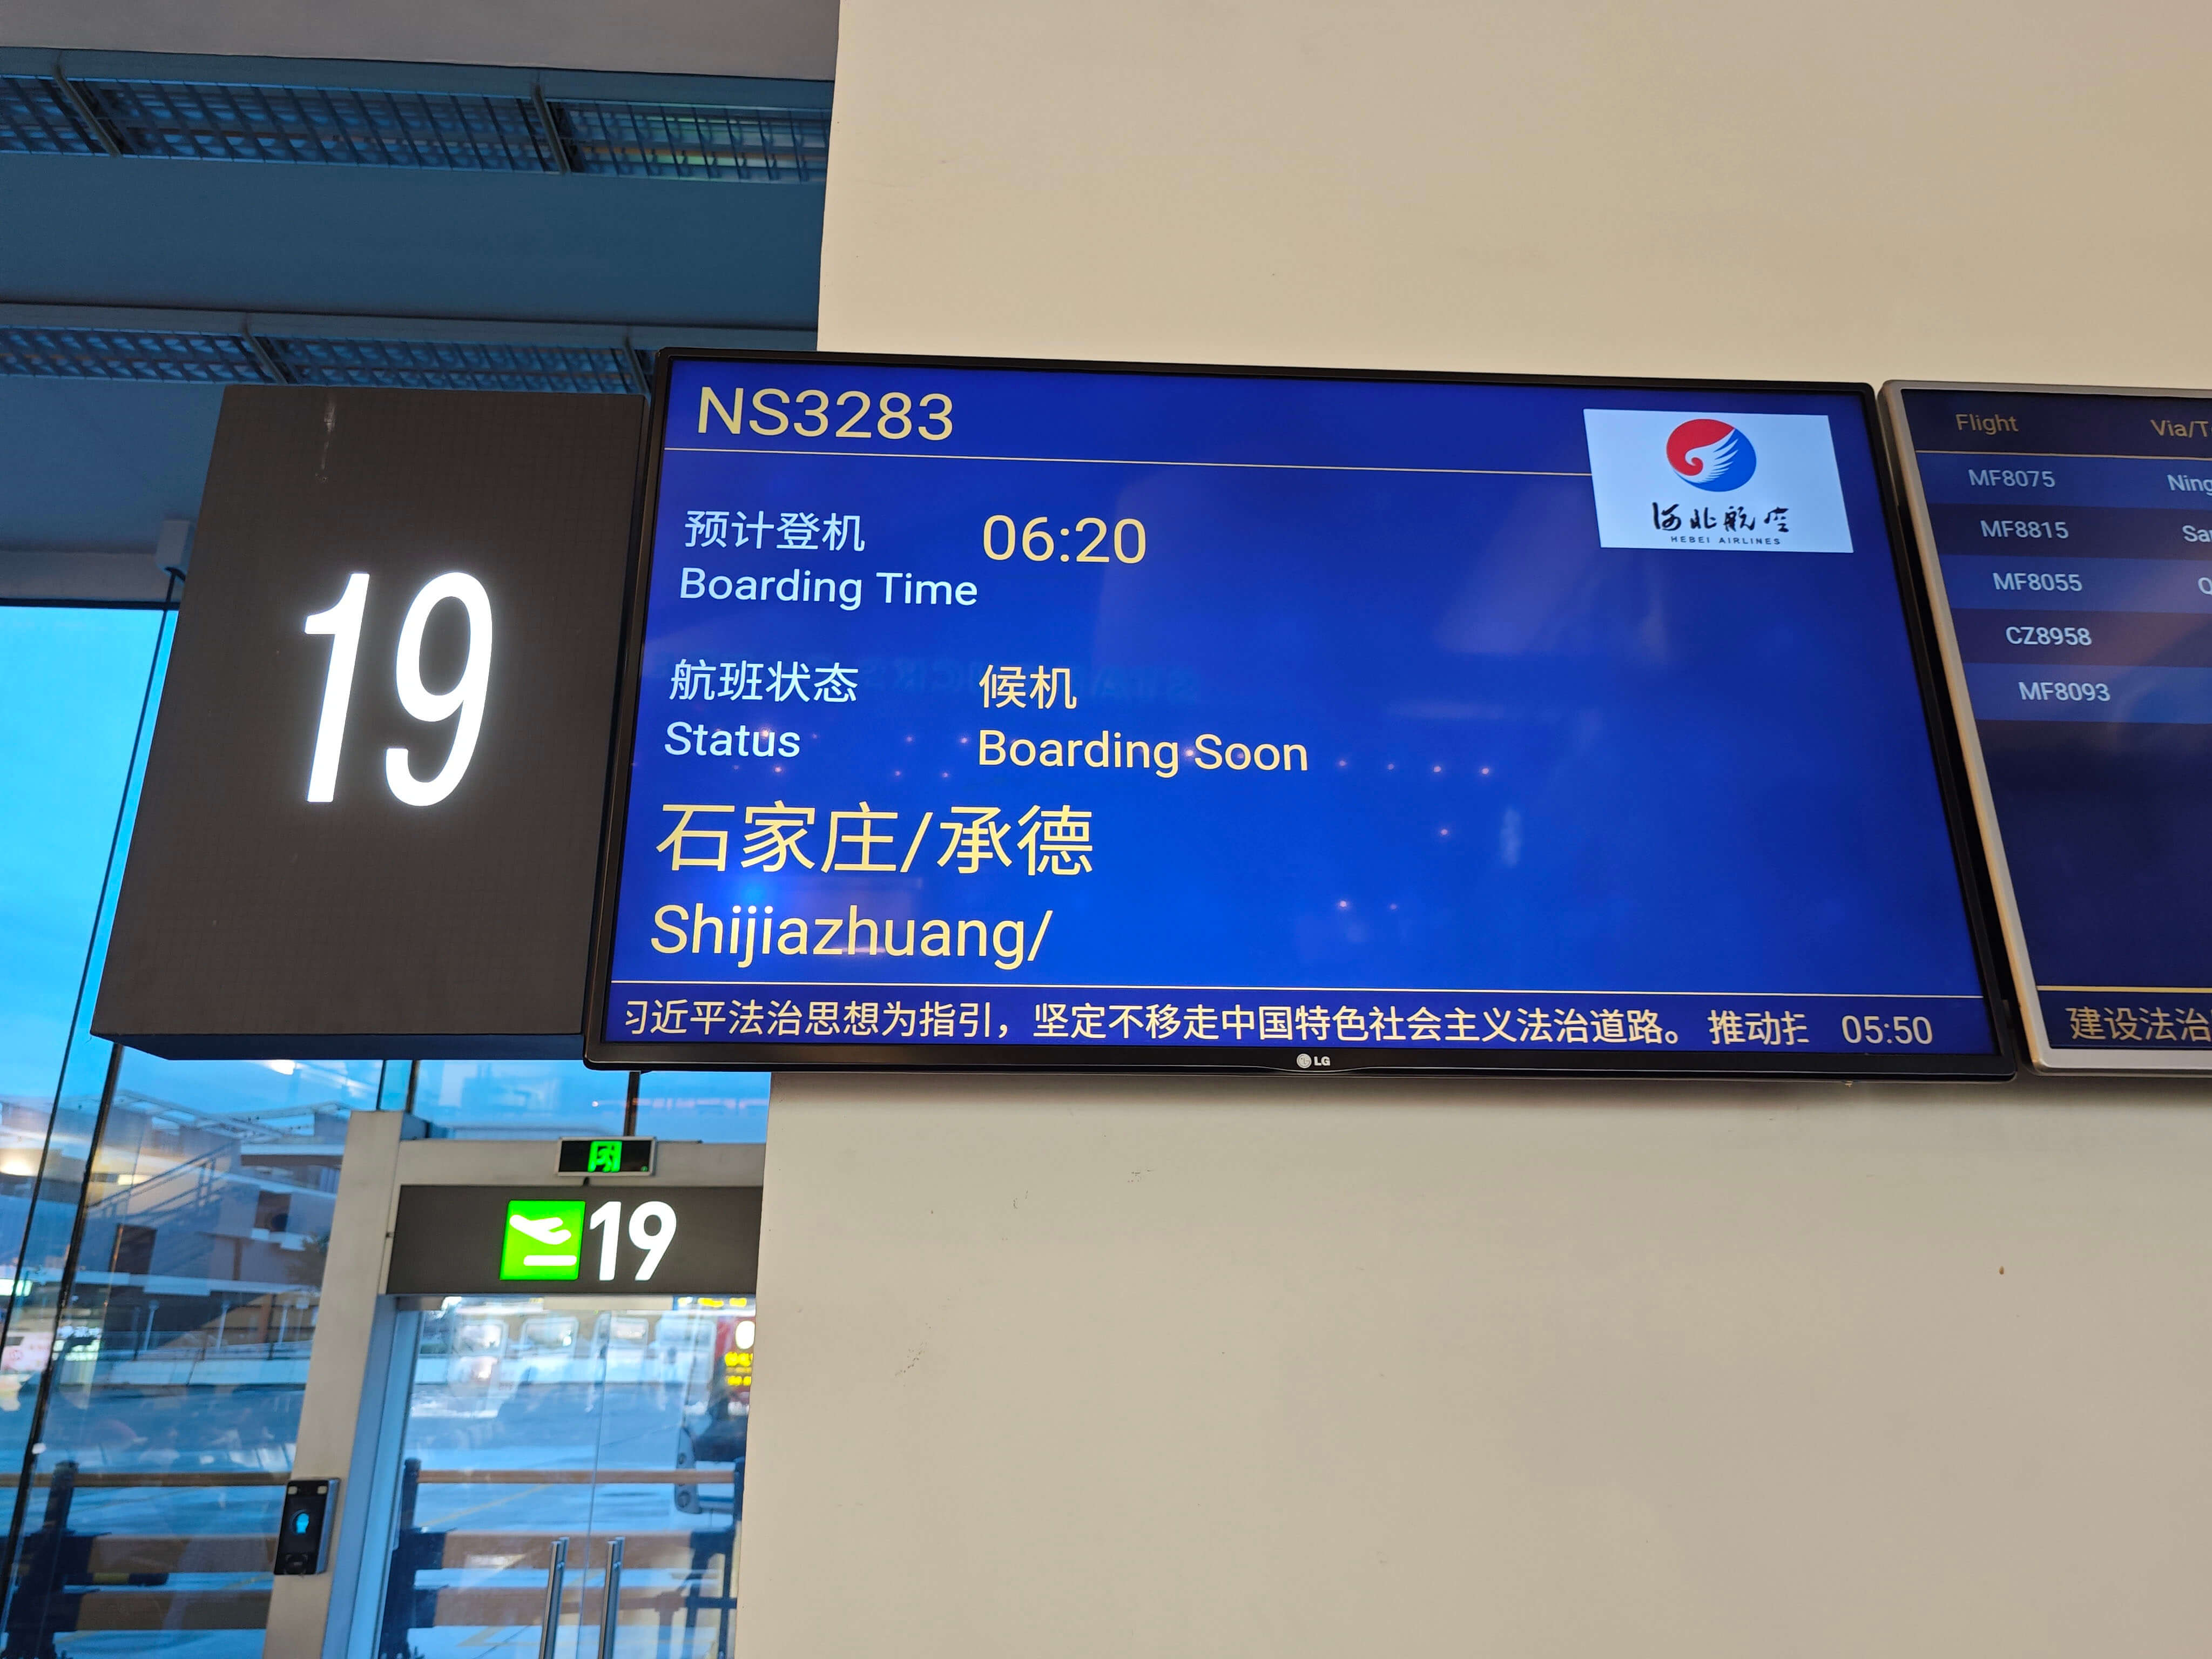 19
NS3283
河北航空
HEBEI AIRLINES
预计登机 06:20
Boarding Time
航班状态 候机
Status Boarding Soon
石家庄/承德
Shijiazhuang/
习近平法治思想为指引，坚定不移走中国特色社会主义法治道路。 推动 05:50
LG
Flight Via/T
MF8075 Ning
MF8815 Sa
MF8055 Q
CZ8958
MF8093
建设法治
19